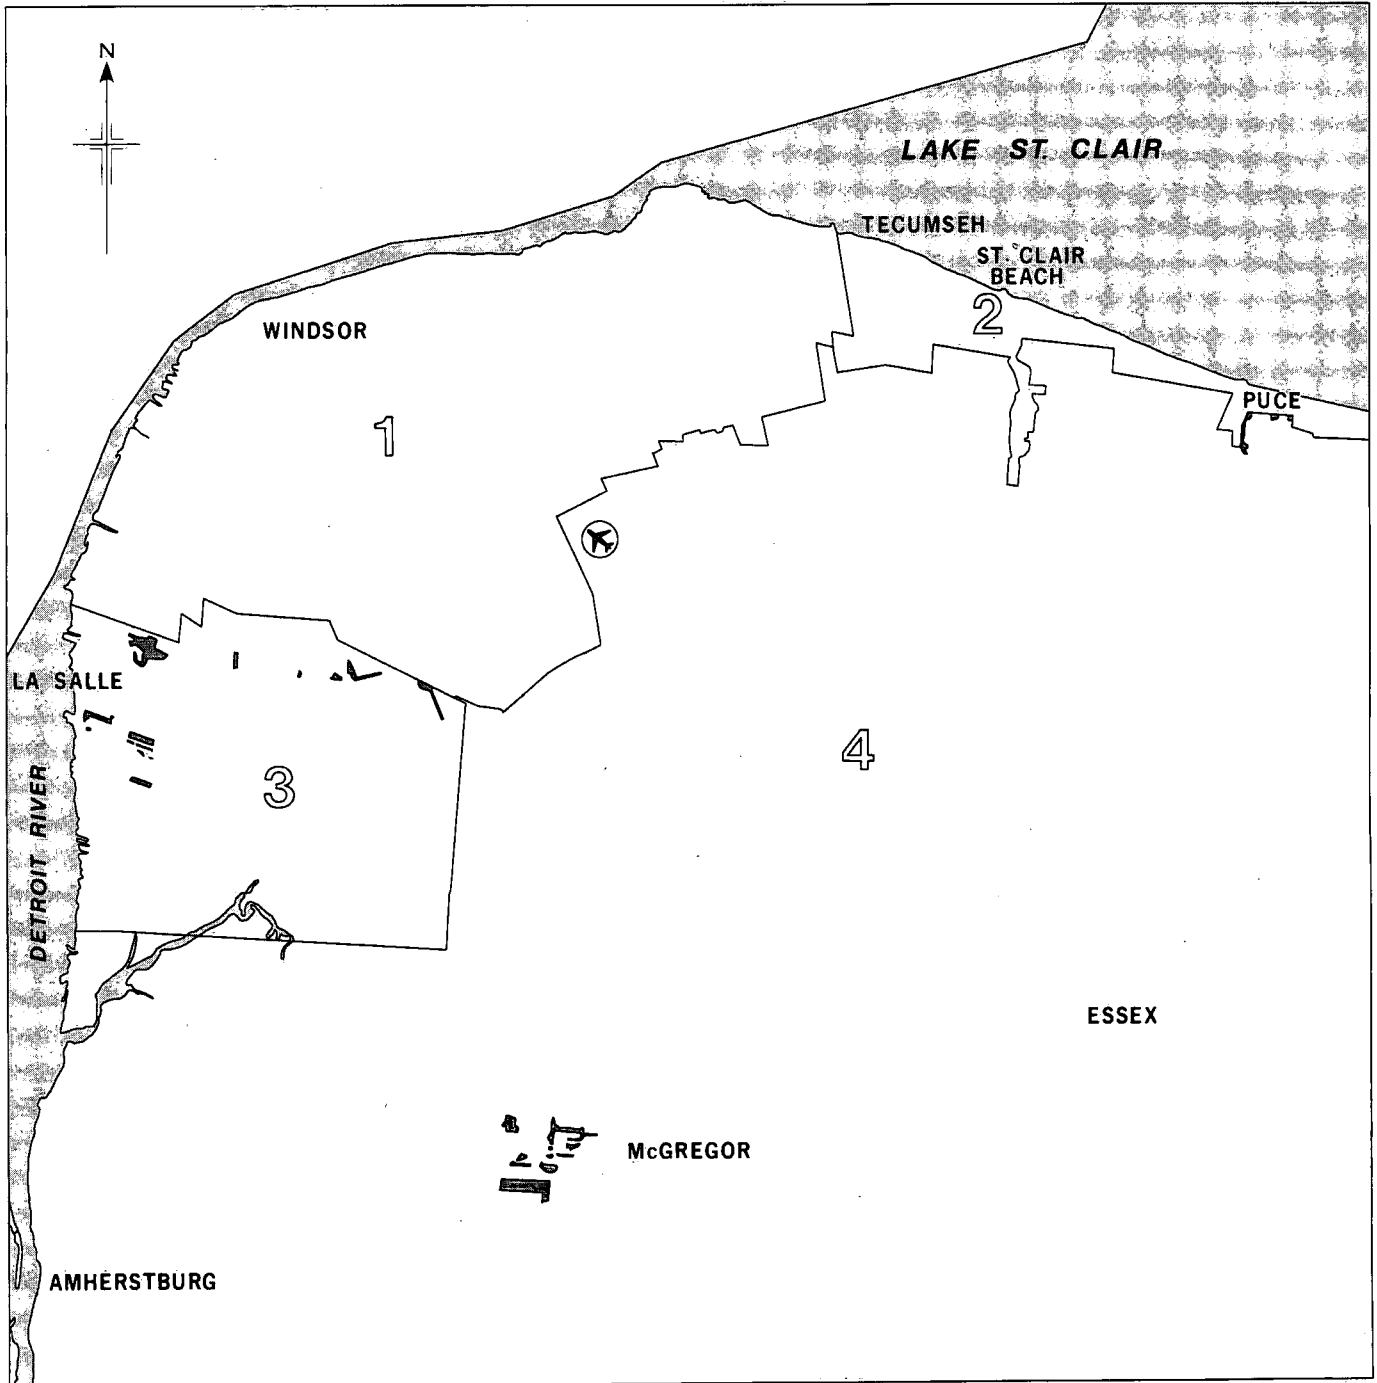 N
LAKE ST. CLAIR
TECUMSEH
ST. CLAIR
BEACH
2
WINDSOR
PUCE
1
LA SALLE
4
3
DETROIT RIVER
ESSEX
McGREGOR
AMHERSTBURG